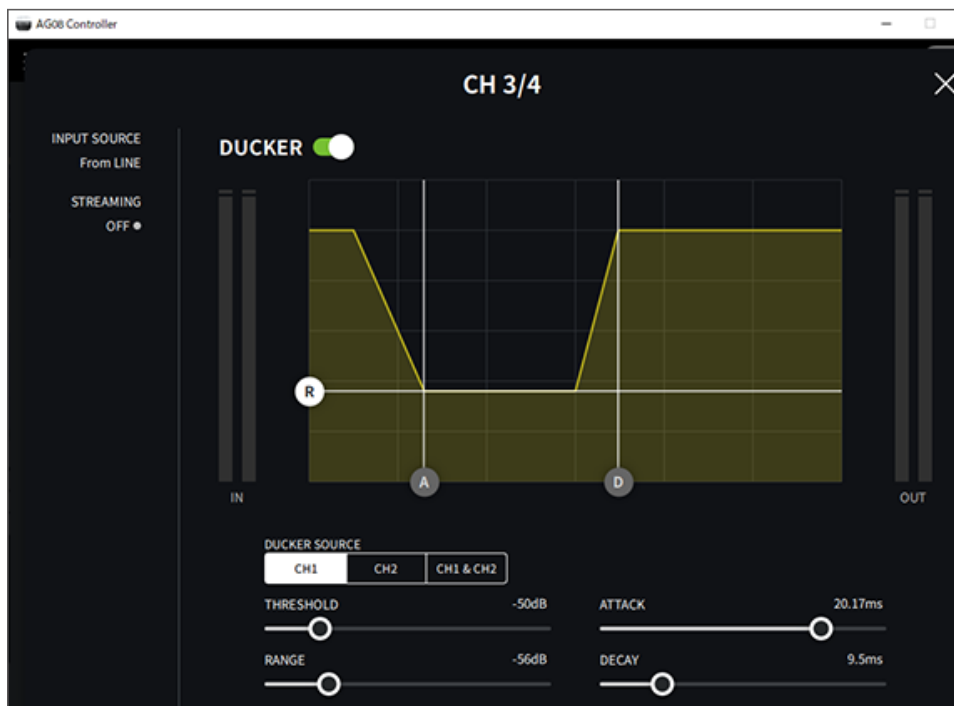 AG08 Controller
CH 3/4
INPUT SOURCE
From LINE
STREAMING
OFF
DUCKER
R
A
D
IN
OUT
DUCKER SOURCE
CH1 CH2 CH1 & CH2
THRESHOLD -50dB ATTACK 20.17ms
RANGE -56dB DECAY 9.5ms